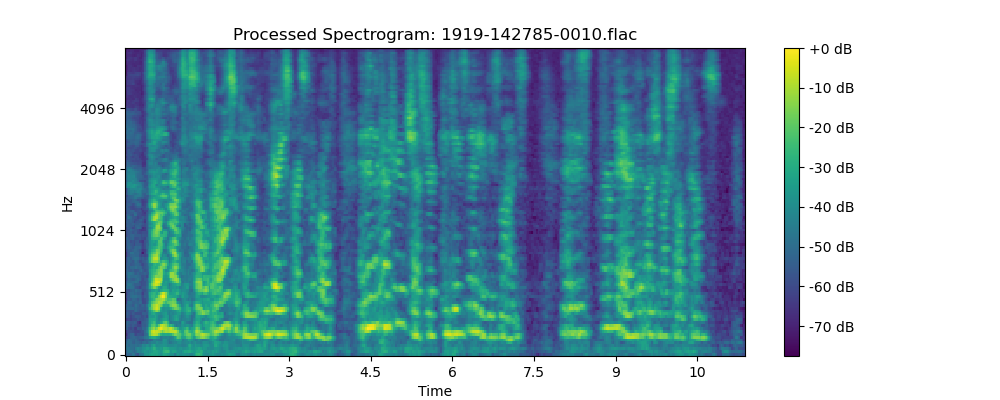 Processed Spectrogram: 1919-142785-0010.flac
+0 dB
-10 dB
-20 dB
-30 dB
-40 dB
-50 dB
-60 dB
-70 dB
Hz
4096
2048
1024
512
0
0 1.5 3 4.5 6 7.5 9 10
Time